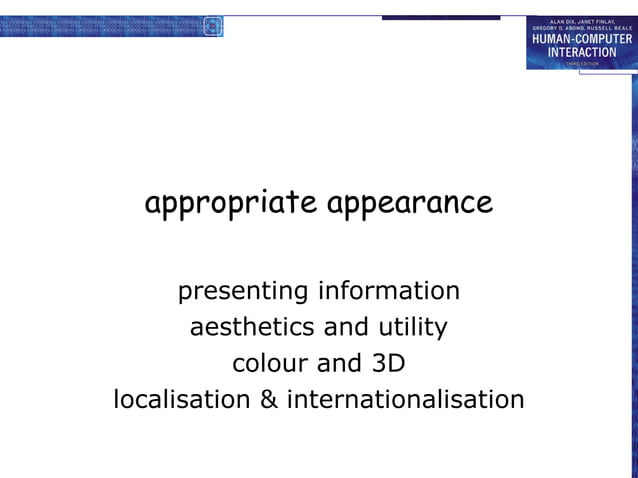 ALAN DIX, JANET FINLAY,
GREGORY D. ABOWD, RUSSELL BEALE
HUMAN-COMPUTER
INTERACTION
THIRD EDITION
appropriate appearance
presenting information
aesthetics and utility
colour and 3D
localisation & internationalisation